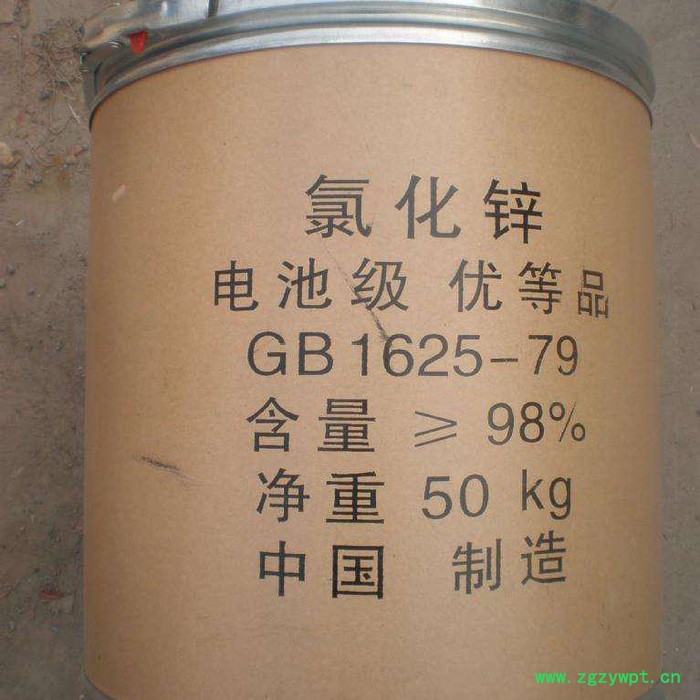 氯化锌
电池级 优等品
GB1625-79
含量 ≥ 98%
净重 50 kg
中国 制造
www.zgzywpt.cn